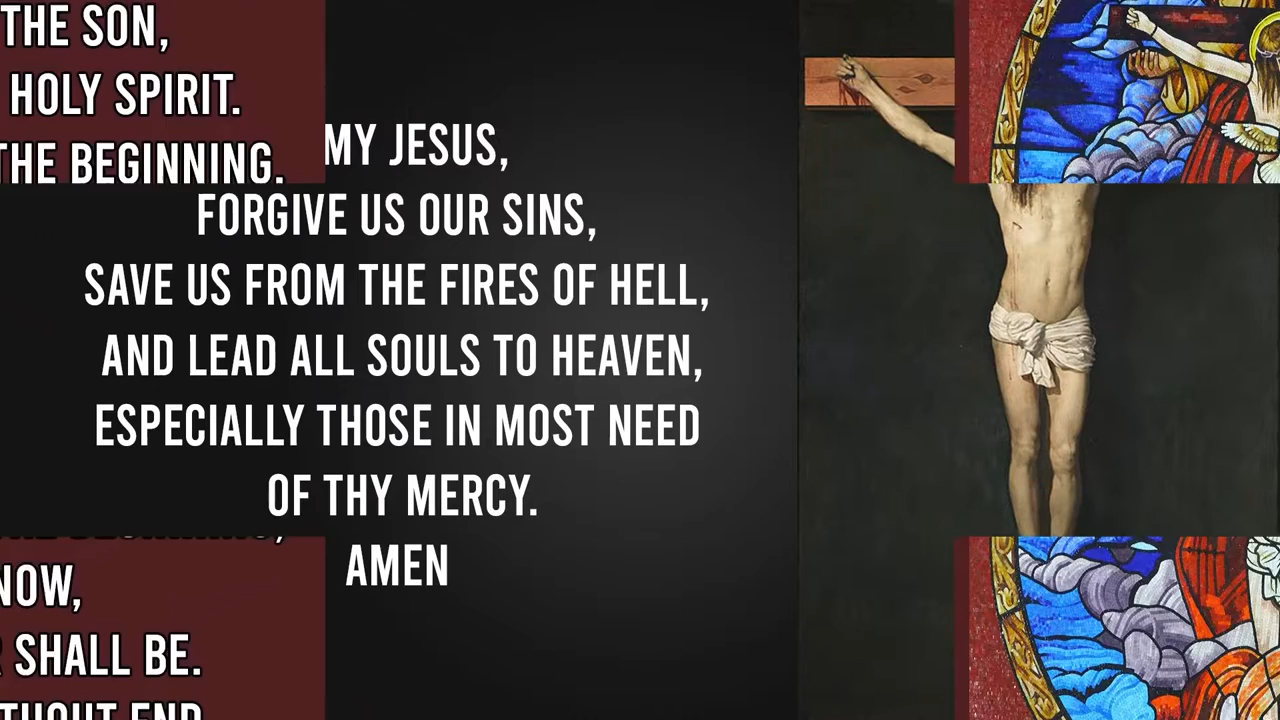 THE SON,
HOLY SPIRIT.
THE BEGINNING.
MY JESUS,
FORGIVE US OUR SINS,
SAVE US FROM THE FIRES OF HELL,
AND LEAD ALL SOULS TO HEAVEN,
ESPECIALLY THOSE IN MOST NEED
OF THY MERCY.
AMEN
NOW,
SHALL BE.
END